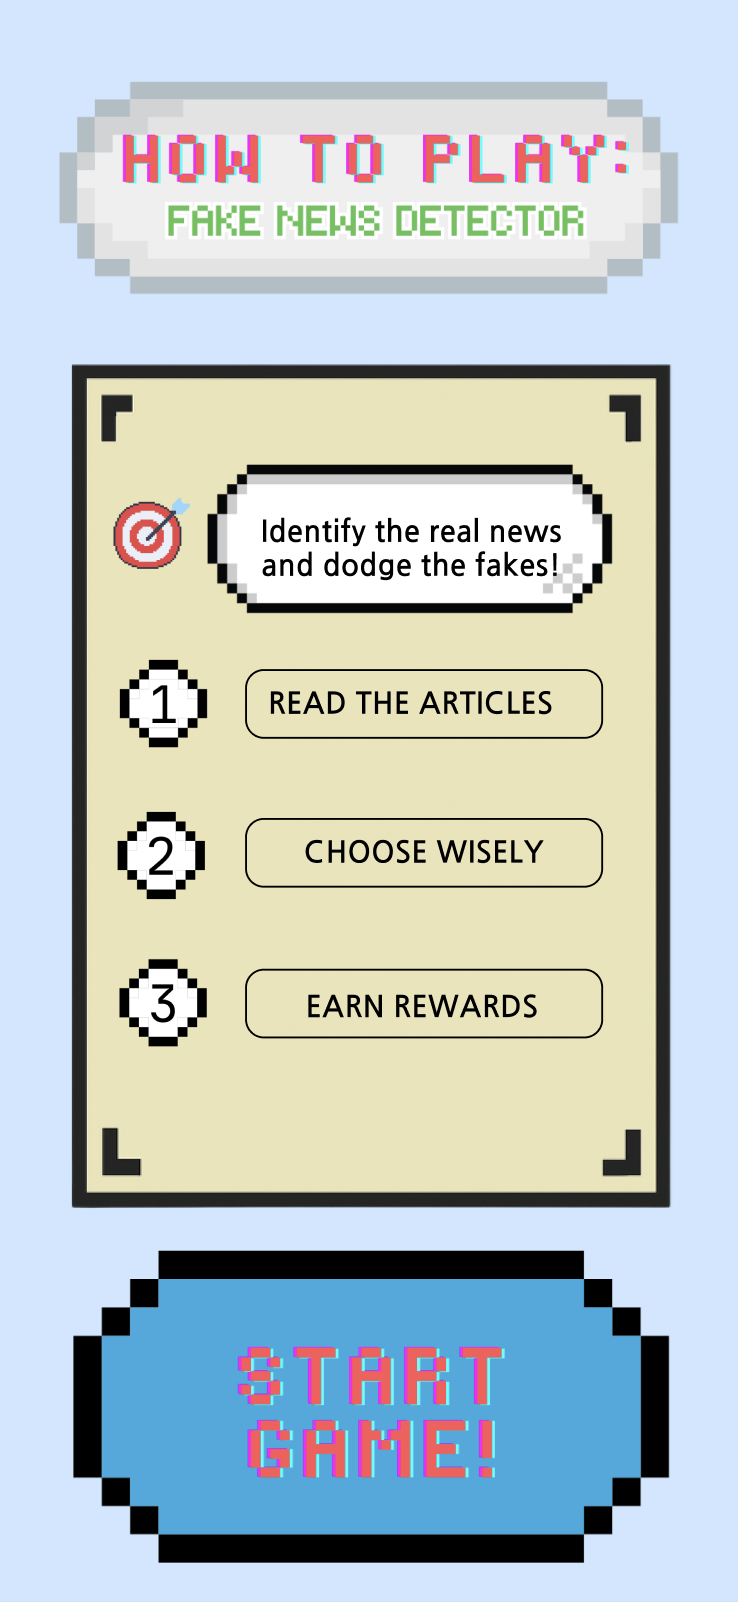 HOW TO PLAY:
FAKE NEWS DETECTOR
Identify the real news
and dodge the fakes!
1
READ THE ARTICLES
2
CHOOSE WISELY
3
EARN REWARDS
START
GAME!